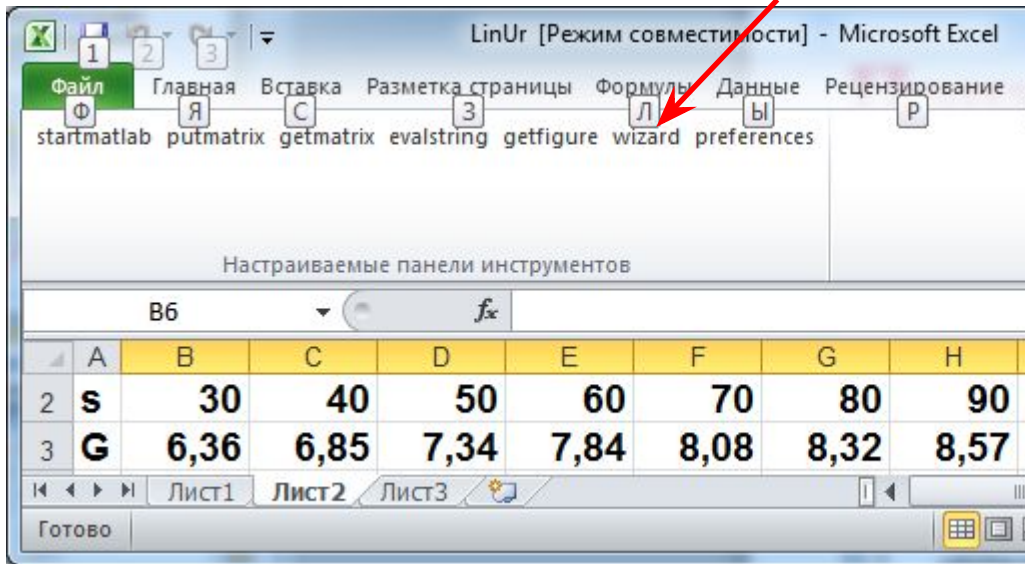 LinUr [Режим совместимости] - Microsoft Excel
1 2 3
Файл Главная Вставка Разметка страницы Формулы Данные Рецензирование
Ф Я С З Л Ы Р
startmatlab putmatrix getmatrix evalstring getfigure wizard preferences
Настраиваемые панели инструментов
B6 fx
A B C D E F G H
2 s 30 40 50 60 70 80 90
3 G 6,36 6,85 7,34 7,84 8,08 8,32 8,57
Лист1 Лист2 Лист3
Готово